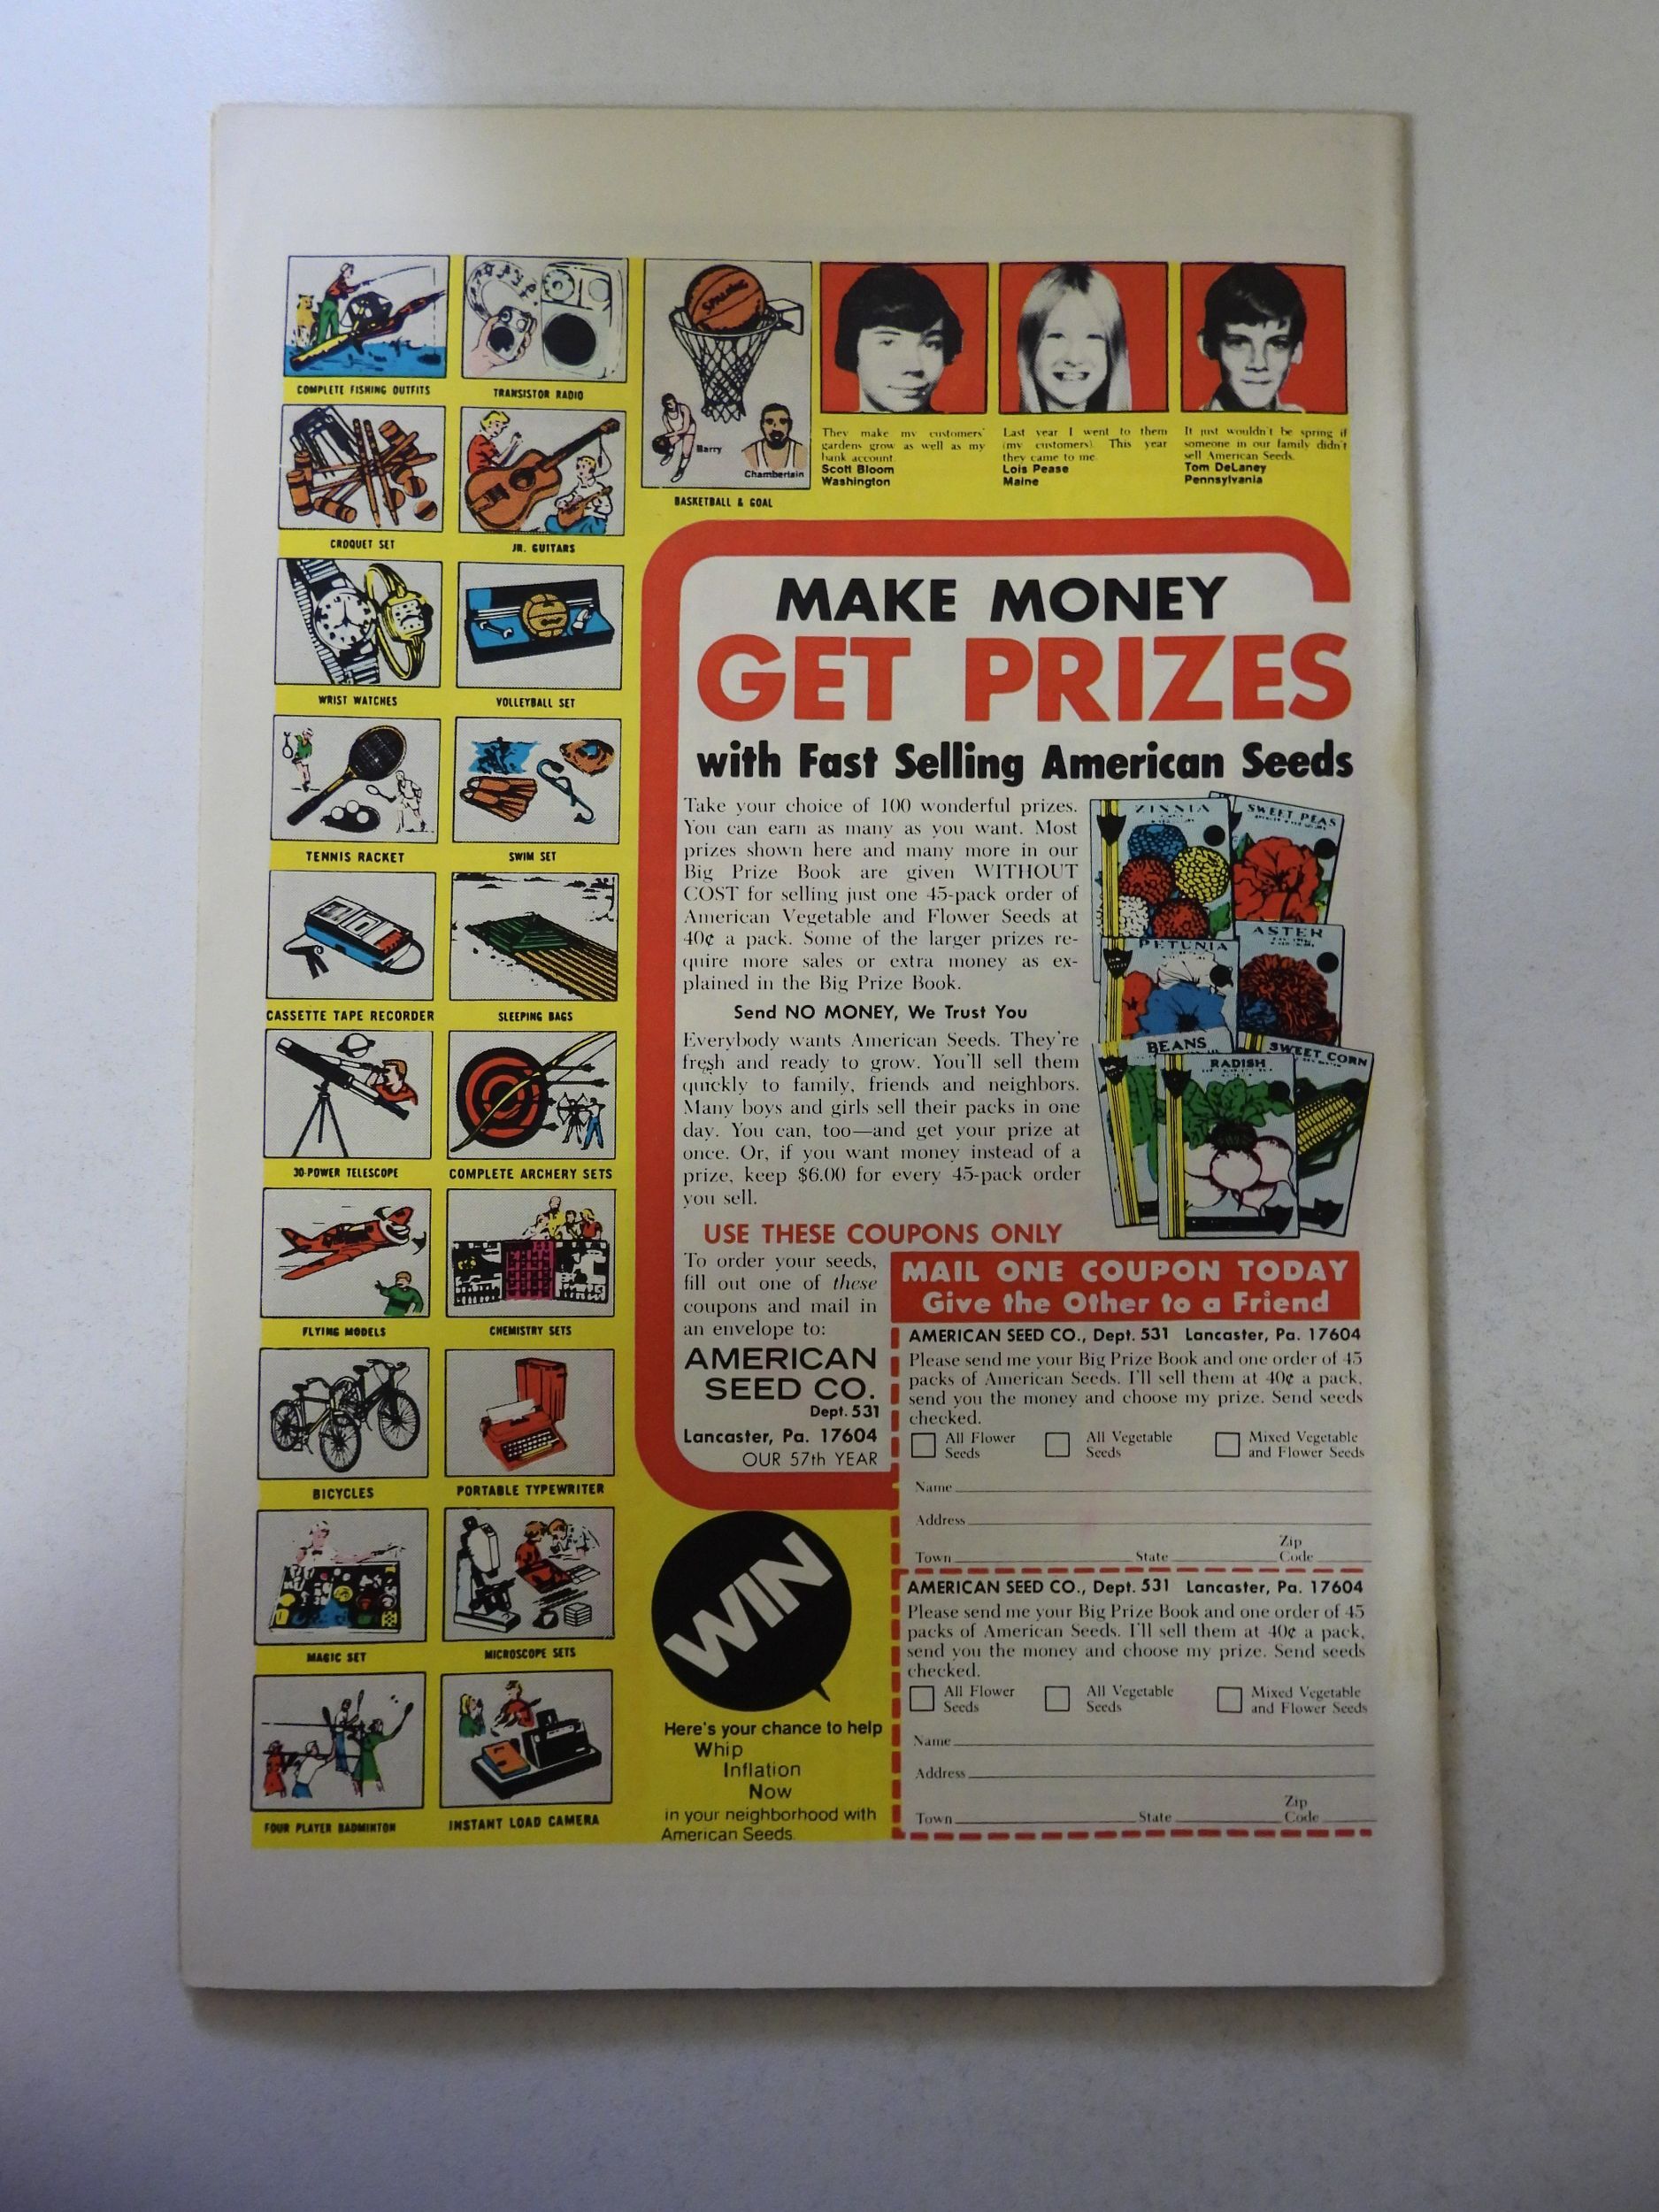 COMPLETE FISHING OUTFITS
TRANSISTOR RADIO
CROQUET SET
JR. GUITARS
WRIST WATCHES
VOLLEYBALL SET
TENNIS RACKET
SWIM SET
CASSETTE TAPE RECORDER
SLEEPING BAGS
30-POWER TELESCOPE
COMPLETE ARCHERY SETS
FLYING MODELS
CHEMISTRY SETS
BICYCLES
PORTABLE TYPEWRITER
MAGIC SET
MICROSCOPE SETS
FOUR PLAYER BADMINTON
INSTANT LOAD CAMERA
SPALDING
Barry
Chamberlain
BASKETBALL & GOAL
They make my customers'
gardens grow as well as my
bank account.
Scott Bloom
Washington
Last year I went to them
(my customers). This year
they came to me.
Lois Pease
Maine
It just wouldn't be spring if
someone in our family didn't
sell American Seeds.
Tom DeLaney
Pennsylvania
MAKE MONEY
GET PRIZES
with Fast Selling American Seeds
Take your choice of 100 wonderful prizes.
You can earn as many as you want. Most
prizes shown here and many more in our
Big Prize Book are given WITHOUT
COST for selling just one 45-pack order of
American Vegetable and Flower Seeds at
40¢ a pack. Some of the larger prizes re-
quire more sales or extra money as ex-
plained in the Big Prize Book.
Send NO MONEY, We Trust You
Everybody wants American Seeds. They're
fresh and ready to grow. You'll sell them
quickly to family, friends and neighbors.
Many boys and girls sell their packs in one
day. You can, too—and get your prize at
once. Or, if you want money instead of a
prize, keep $6.00 for every 45-pack order
you sell.
ZINNIA
SWEET PEAS
PETUNIA
ASTER
BEANS
RADISH
SWEET CORN
USE THESE COUPONS ONLY
To order your seeds,
fill out one of these
coupons and mail in
an envelope to:
AMERICAN
SEED CO.
Dept. 531
Lancaster, Pa. 17604
OUR 57th YEAR
MAIL ONE COUPON TODAY
Give the Other to a Friend
AMERICAN SEED CO., Dept. 531 Lancaster, Pa. 17604
Please send me your Big Prize Book and one order of 45
packs of American Seeds. I'll sell them at 40¢ a pack,
send you the money and choose my prize. Send seeds
checked.
All Flower Seeds
All Vegetable Seeds
Mixed Vegetable and Flower Seeds
Name
Address
Town State Zip Code
AMERICAN SEED CO., Dept. 531 Lancaster, Pa. 17604
Please send me your Big Prize Book and one order of 45
packs of American Seeds. I'll sell them at 40¢ a pack,
send you the money and choose my prize. Send seeds
checked.
All Flower Seeds
All Vegetable Seeds
Mixed Vegetable and Flower Seeds
Name
Address
Town State Zip Code
WIN
Here's your chance to help
Whip
Inflation
Now
in your neighborhood with
American Seeds.